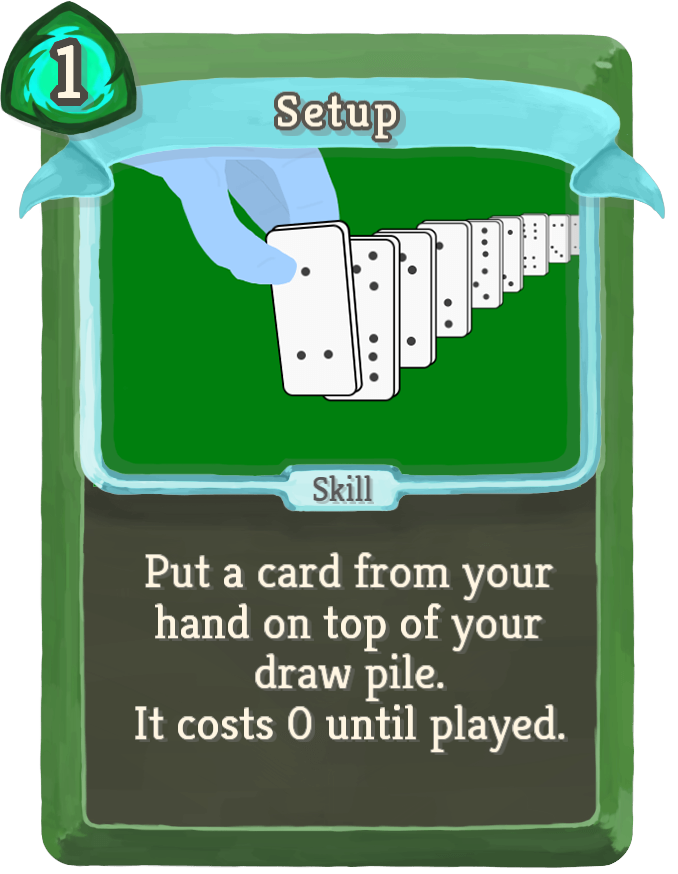 1
Setup
Skill
Put a card from your
hand on top of your
draw pile.
It costs 0 until played.